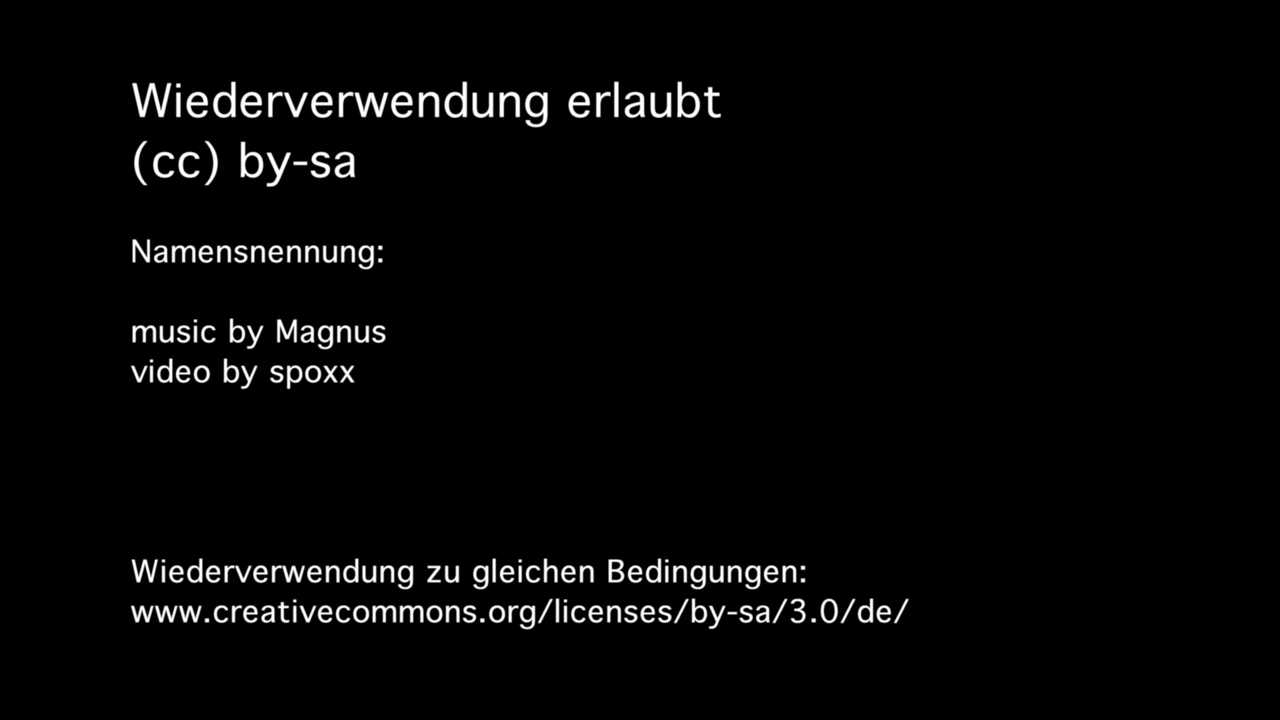 Wiederverwendung erlaubt
(cc) by-sa
Namensnennung:
music by Magnus
video by spoxx
Wiederverwendung zu gleichen Bedingungen:
www.creativecommons.org/licenses/by-sa/3.0/de/